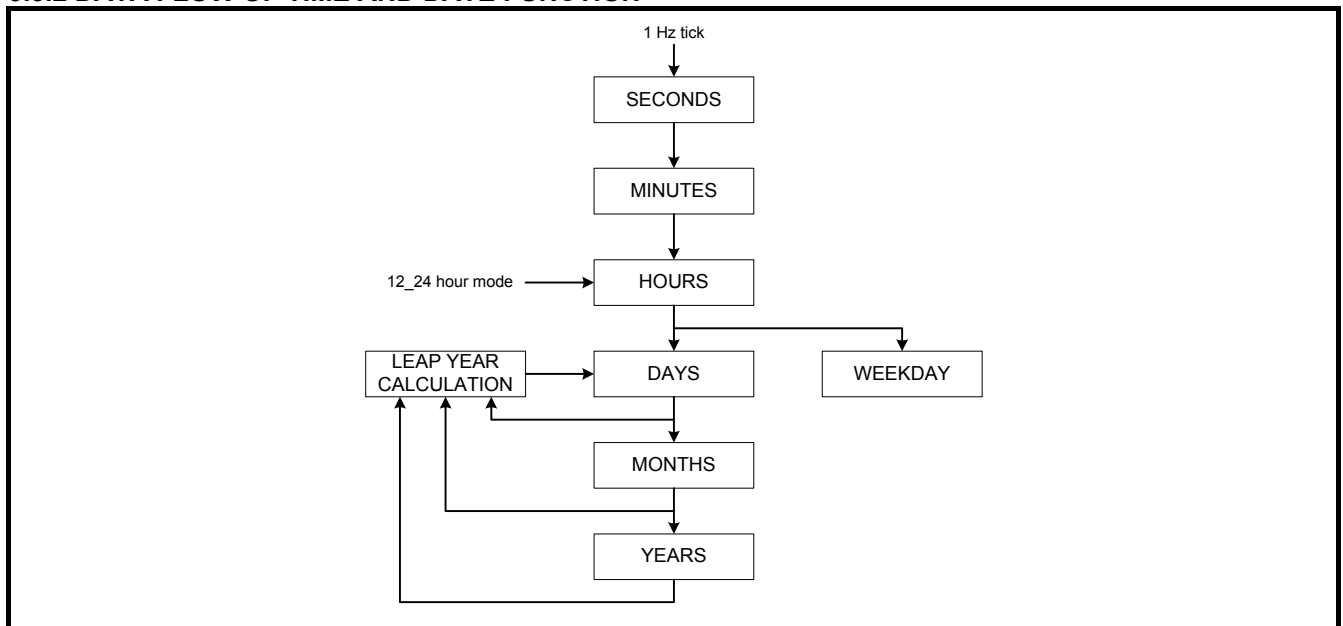 1 Hz tick
SECONDS
MINUTES
12_24 hour mode
HOURS
LEAP YEAR
CALCULATION
DAYS
WEEKDAY
MONTHS
YEARS